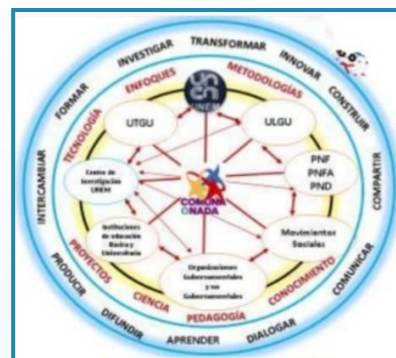 TRANSFORMAR
INVESTIGAR
INNOVAR
FORMAR
CONSTRUIR
INTERCAMBIAR
COMPARTIR
PRODUCIR
COMUNICAR
DIFUNDIR
DIALOGAR
APRENDER
ENFOQUES
METODOLOGÍAS
TECNOLOGÍA
PROYECTOS
CIENCIA
PEDAGOGÍA
CONOCIMIENTO
UNEM
UTGU
ULGU
Centro de
Investigación
UNEM
PNF
PNFA
PND
COMUNA
O NADA
Instituciones
de educación
Básica y
Universitaria
Movimientos
Sociales
Organizaciones
Gubernamentales
y no
Gubernamentales